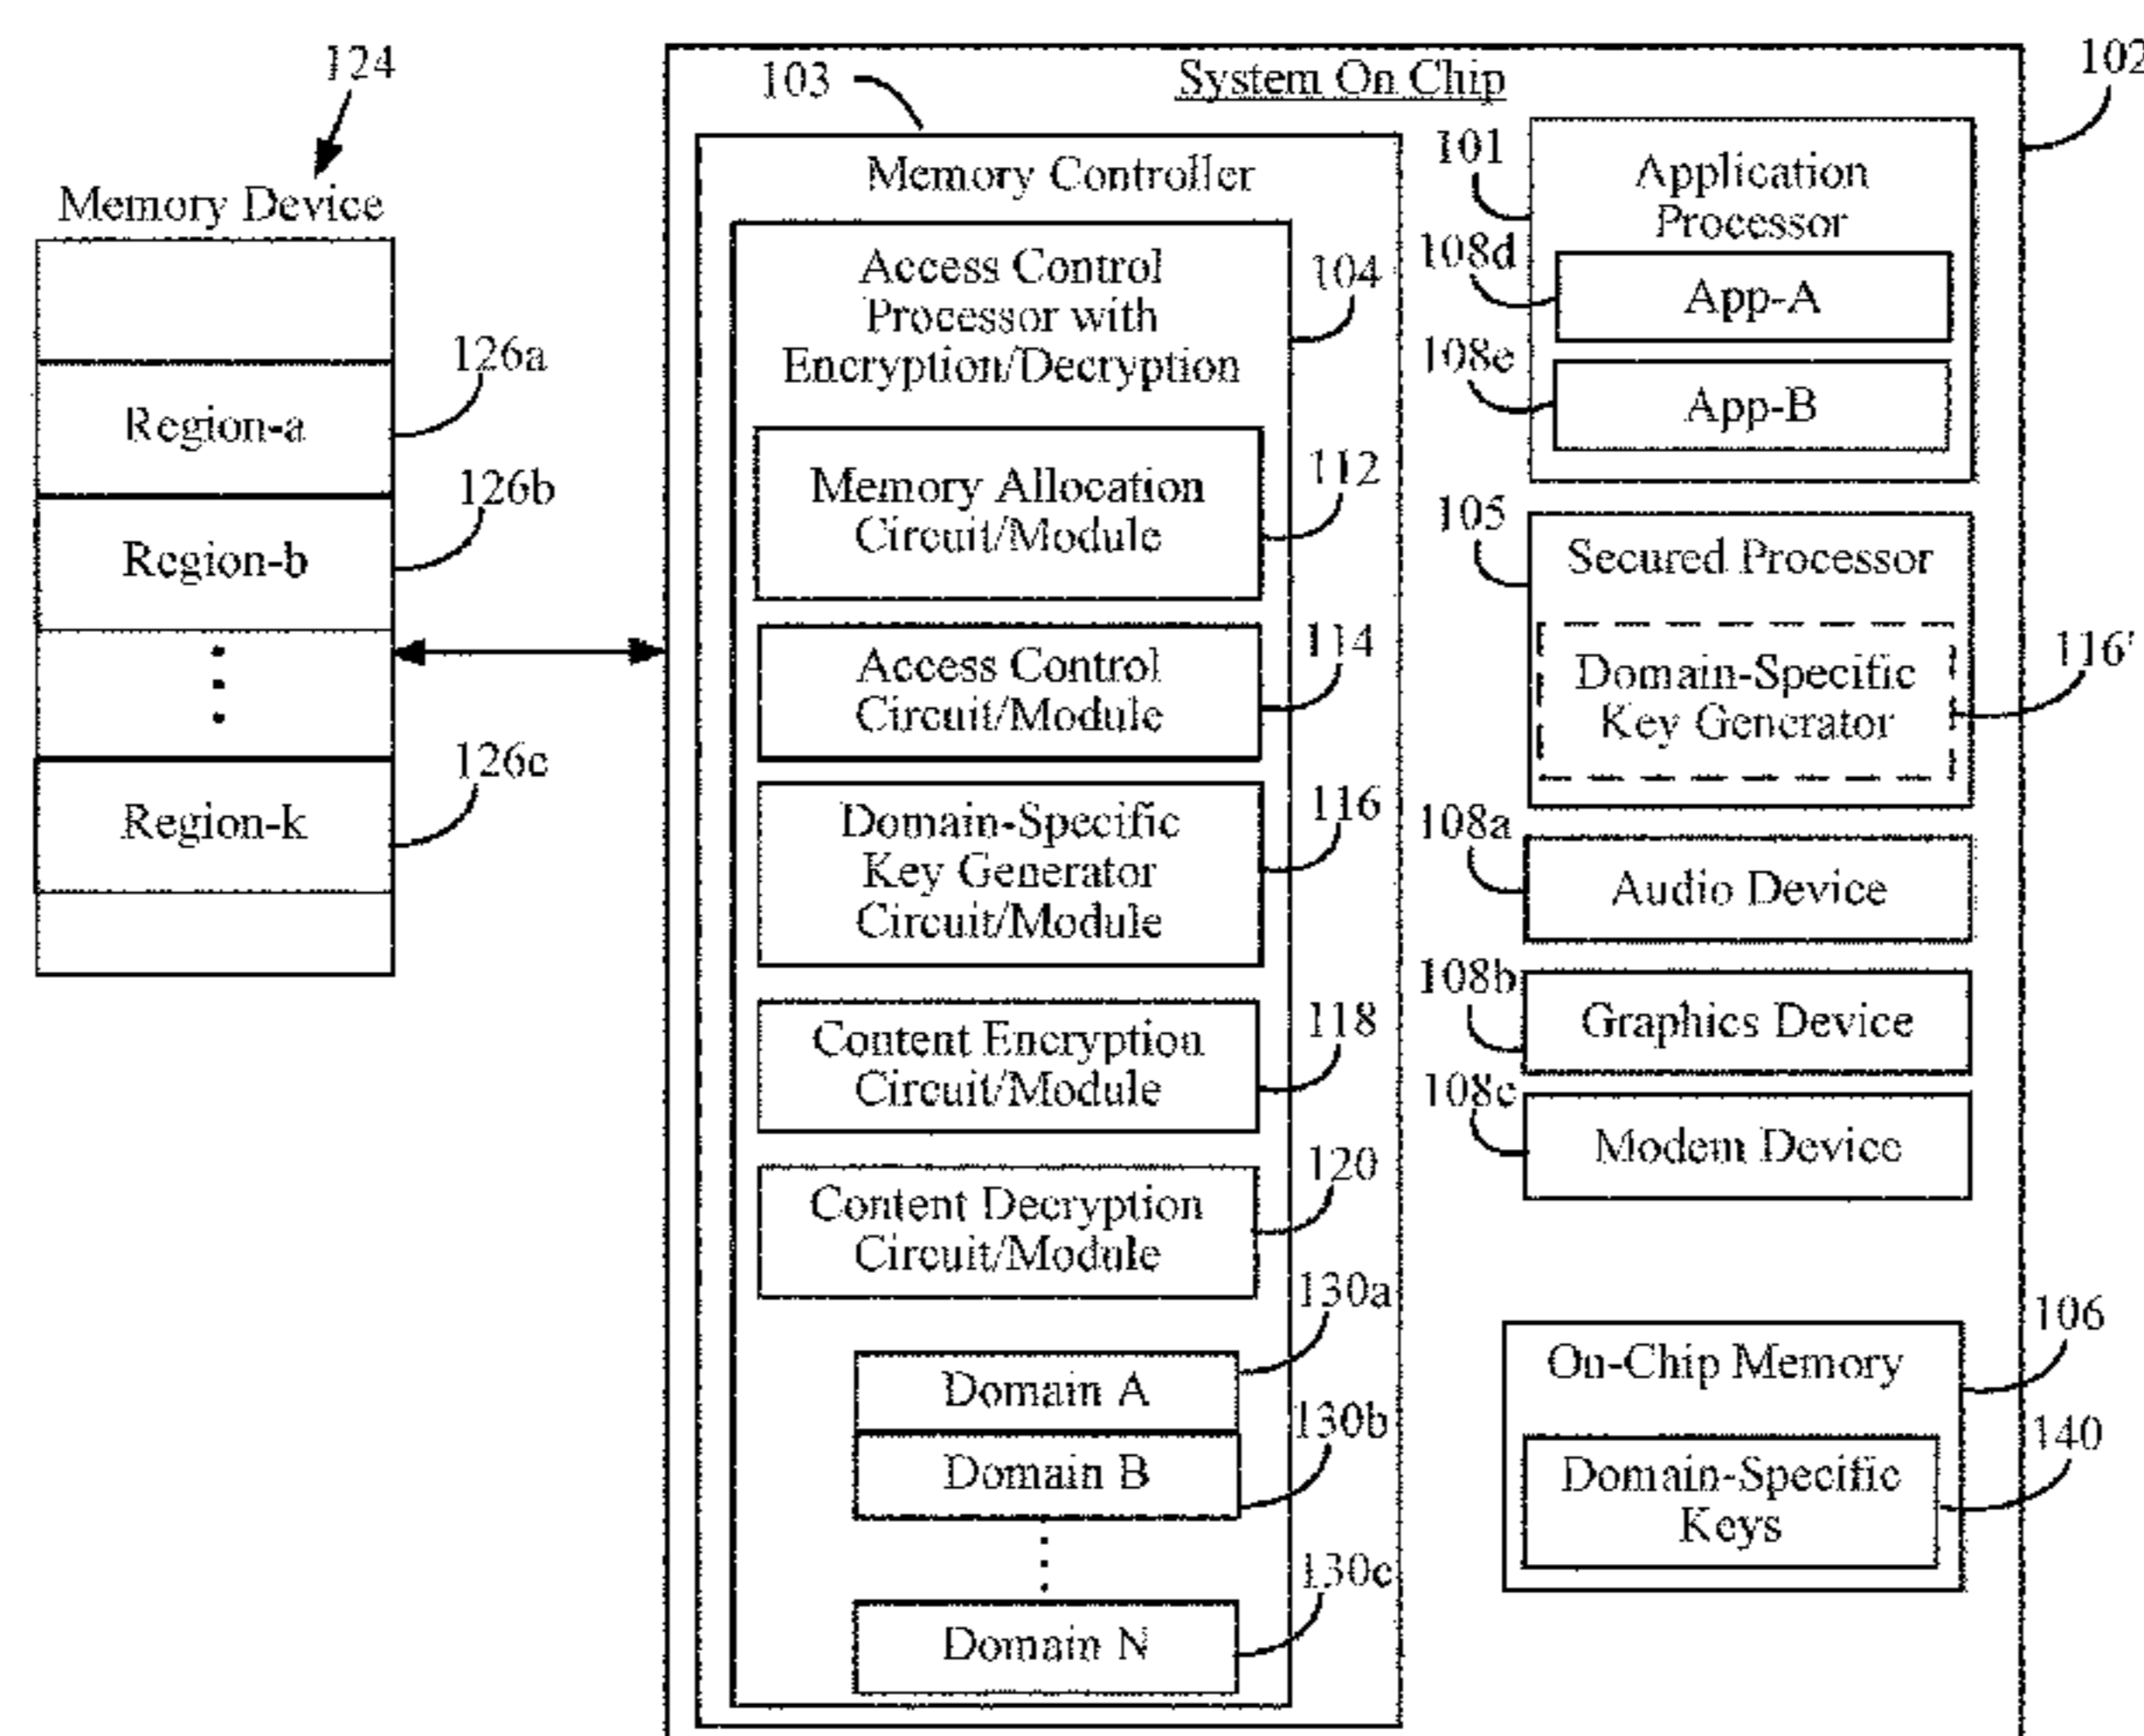 124
Memory Device
Region-a
126a
Region-b
126b
Region-k
126c
System On Chip
102
103
Memory Controller
Access Control
Processor with
Encryption/Decryption
104
Memory Allocation
Circuit/Module
112
Access Control
Circuit/Module
114
Domain-Specific
Key Generator
Circuit/Module
116
Content Encryption
Circuit/Module
118
Content Decryption
Circuit/Module
120
Domain A
130a
Domain B
130b
Domain N
130c
101
Application
Processor
108d
App-A
108e
App-B
105
Secured Processor
Domain-Specific
Key Generator
116'
108a
Audio Device
108b
Graphics Device
108c
Modem Device
106
On-Chip Memory
140
Domain-Specific
Keys